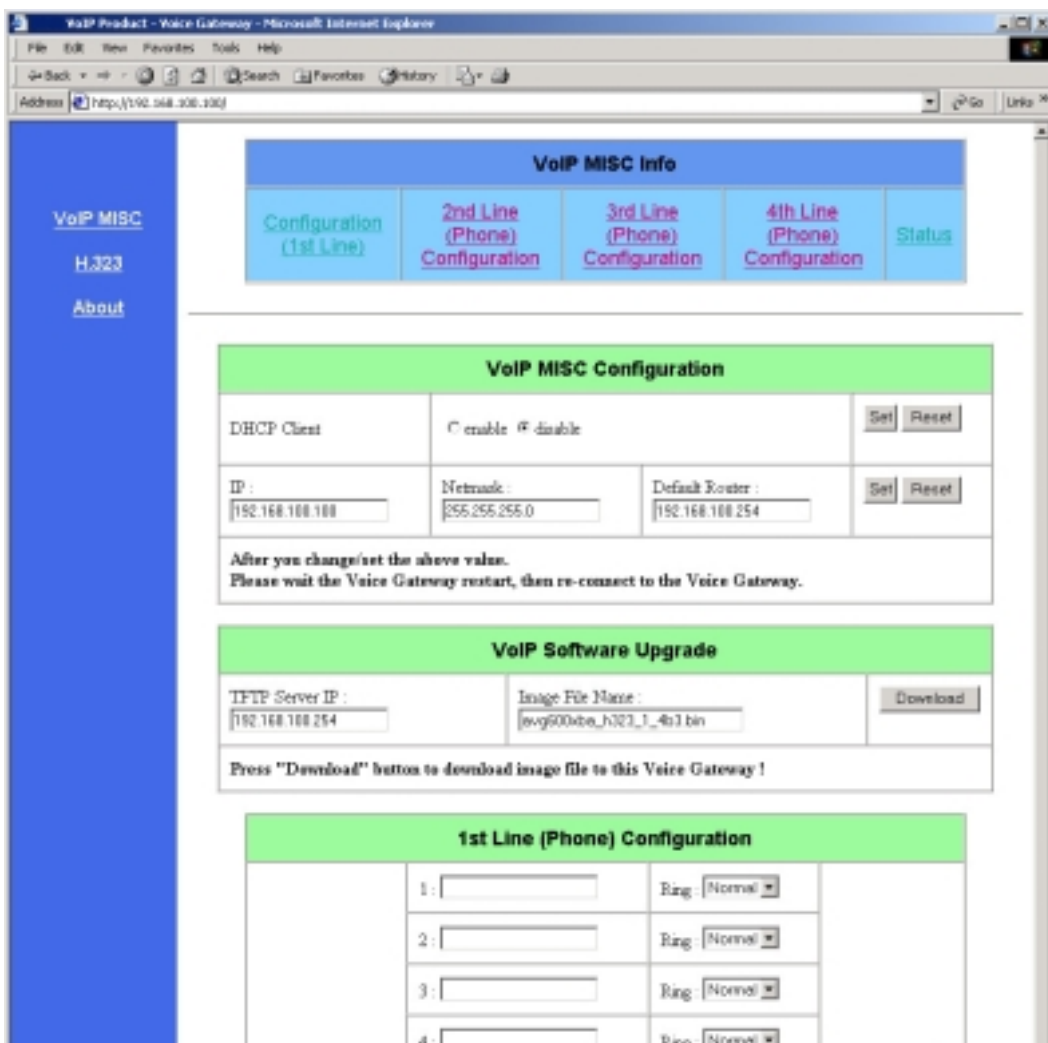 VoIP Product - Voice Gateway - Microsoft Internet Explorer
File Edit View Favorites Tools Help
Back Search Favorites History
Address http://192.168.100.100/ Go Links »
VoIP MISC
H.323
About
VoIP MISC Info
Configuration (1st Line)
2nd Line (Phone) Configuration
3rd Line (Phone) Configuration
4th Line (Phone) Configuration
Status
VoIP MISC Configuration
DHCP Client enable disable Set Reset
IP : Netmask : Default Router : Set Reset
192.168.100.100 255.255.255.0 192.168.100.254
After you change/set the above value.
Please wait the Voice Gateway restart, then re-connect to the Voice Gateway.
VoIP Software Upgrade
TFTP Server IP : Image File Name : Download
192.168.100.254
Press "Download" button to download image file to this Voice Gateway !
1st Line (Phone) Configuration
1 : Ring : Normal
2 : Ring : Normal
3 : Ring : Normal
4 : Ring : Normal